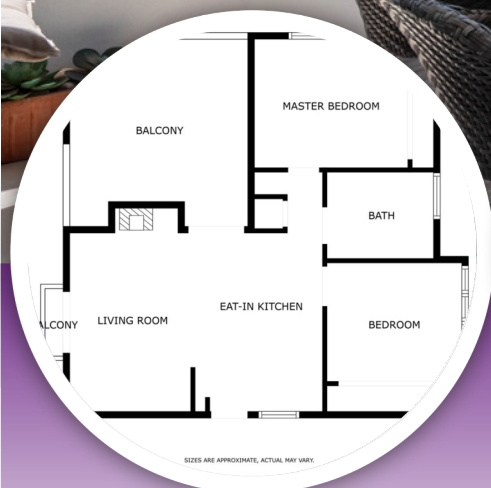 MASTER BEDROOM
BALCONY
BATH
EAT-IN KITCHEN
LIVING ROOM
ALCONY
BEDROOM
SIZES ARE APPROXIMATE, ACTUAL MAY VARY.